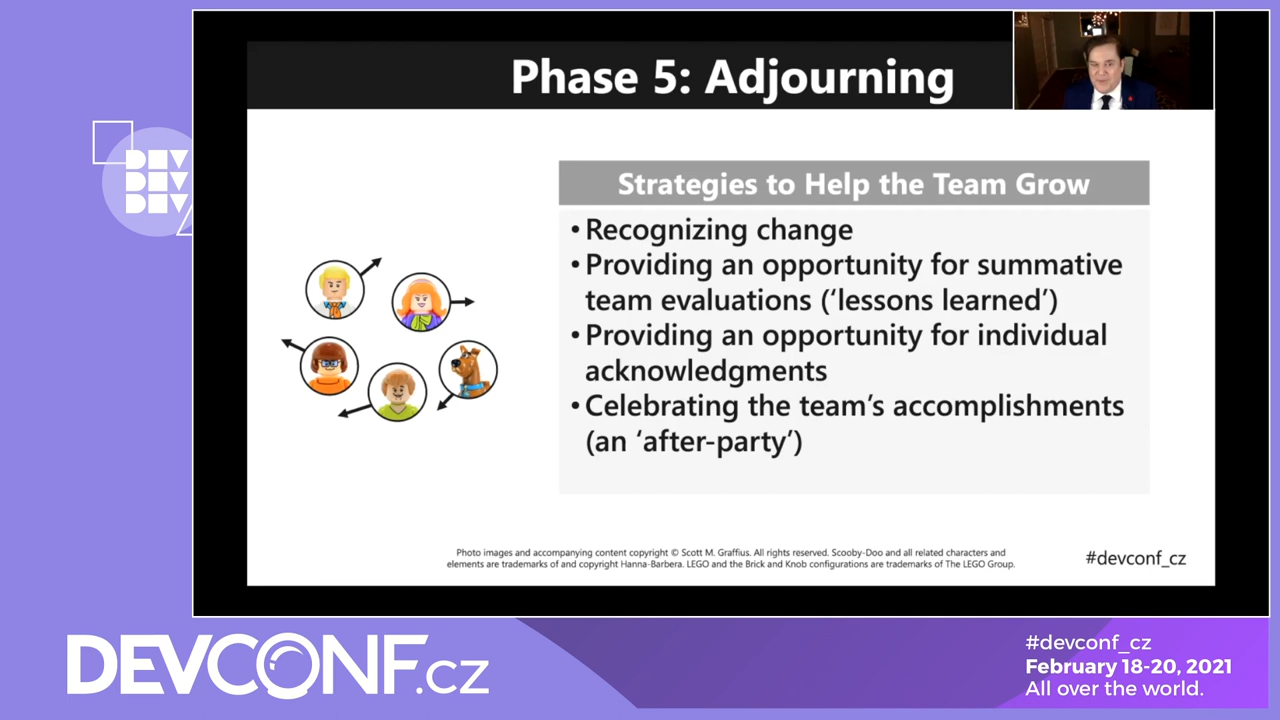 Phase 5: Adjourning
DEV
DEV
DEV
Strategies to Help the Team Grow
• Recognizing change
• Providing an opportunity for summative
team evaluations (‘lessons learned’)
• Providing an opportunity for individual
acknowledgments
• Celebrating the team’s accomplishments
(an ‘after-party’)
Photo images and accompanying content copyright © Scott M. Graffius. All rights reserved. Scooby-Doo and all related characters and
elements are trademarks of and copyright Hanna-Barbera. LEGO and the Brick and Knob configurations are trademarks of The LEGO Group.
#devconf_cz
DEVCONF.cz
#devconf_cz
February 18-20, 2021
All over the world.